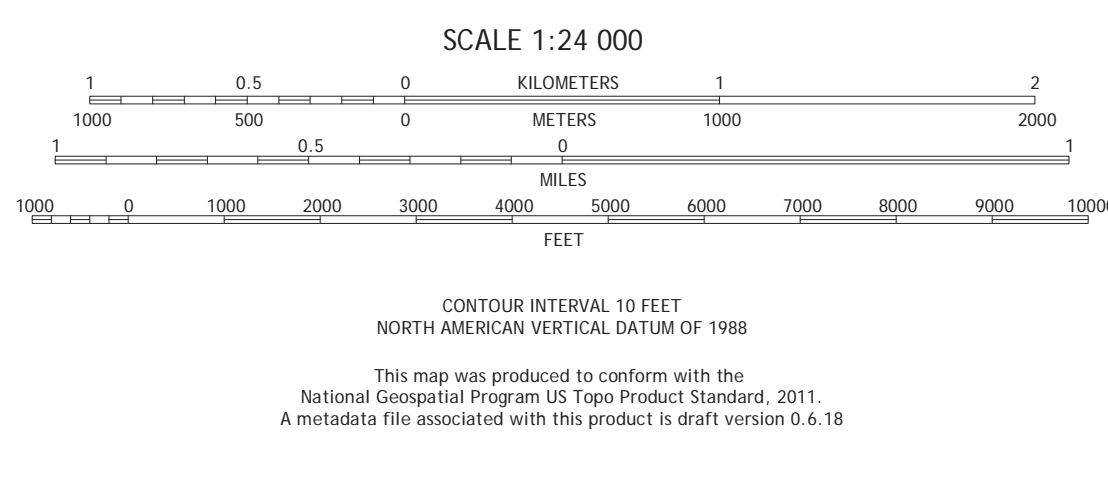 SCALE 1:24 000
1 0.5 0 KILOMETERS 1 2
1000 500 0 METERS 1000 2000
1 0.5 0 1
MILES
1000 0 1000 2000 3000 4000 5000 6000 7000 8000 9000 10000
FEET
CONTOUR INTERVAL 10 FEET
NORTH AMERICAN VERTICAL DATUM OF 1988
This map was produced to conform with the
National Geospatial Program US Topo Product Standard, 2011.
A metadata file associated with this product is draft version 0.6.18